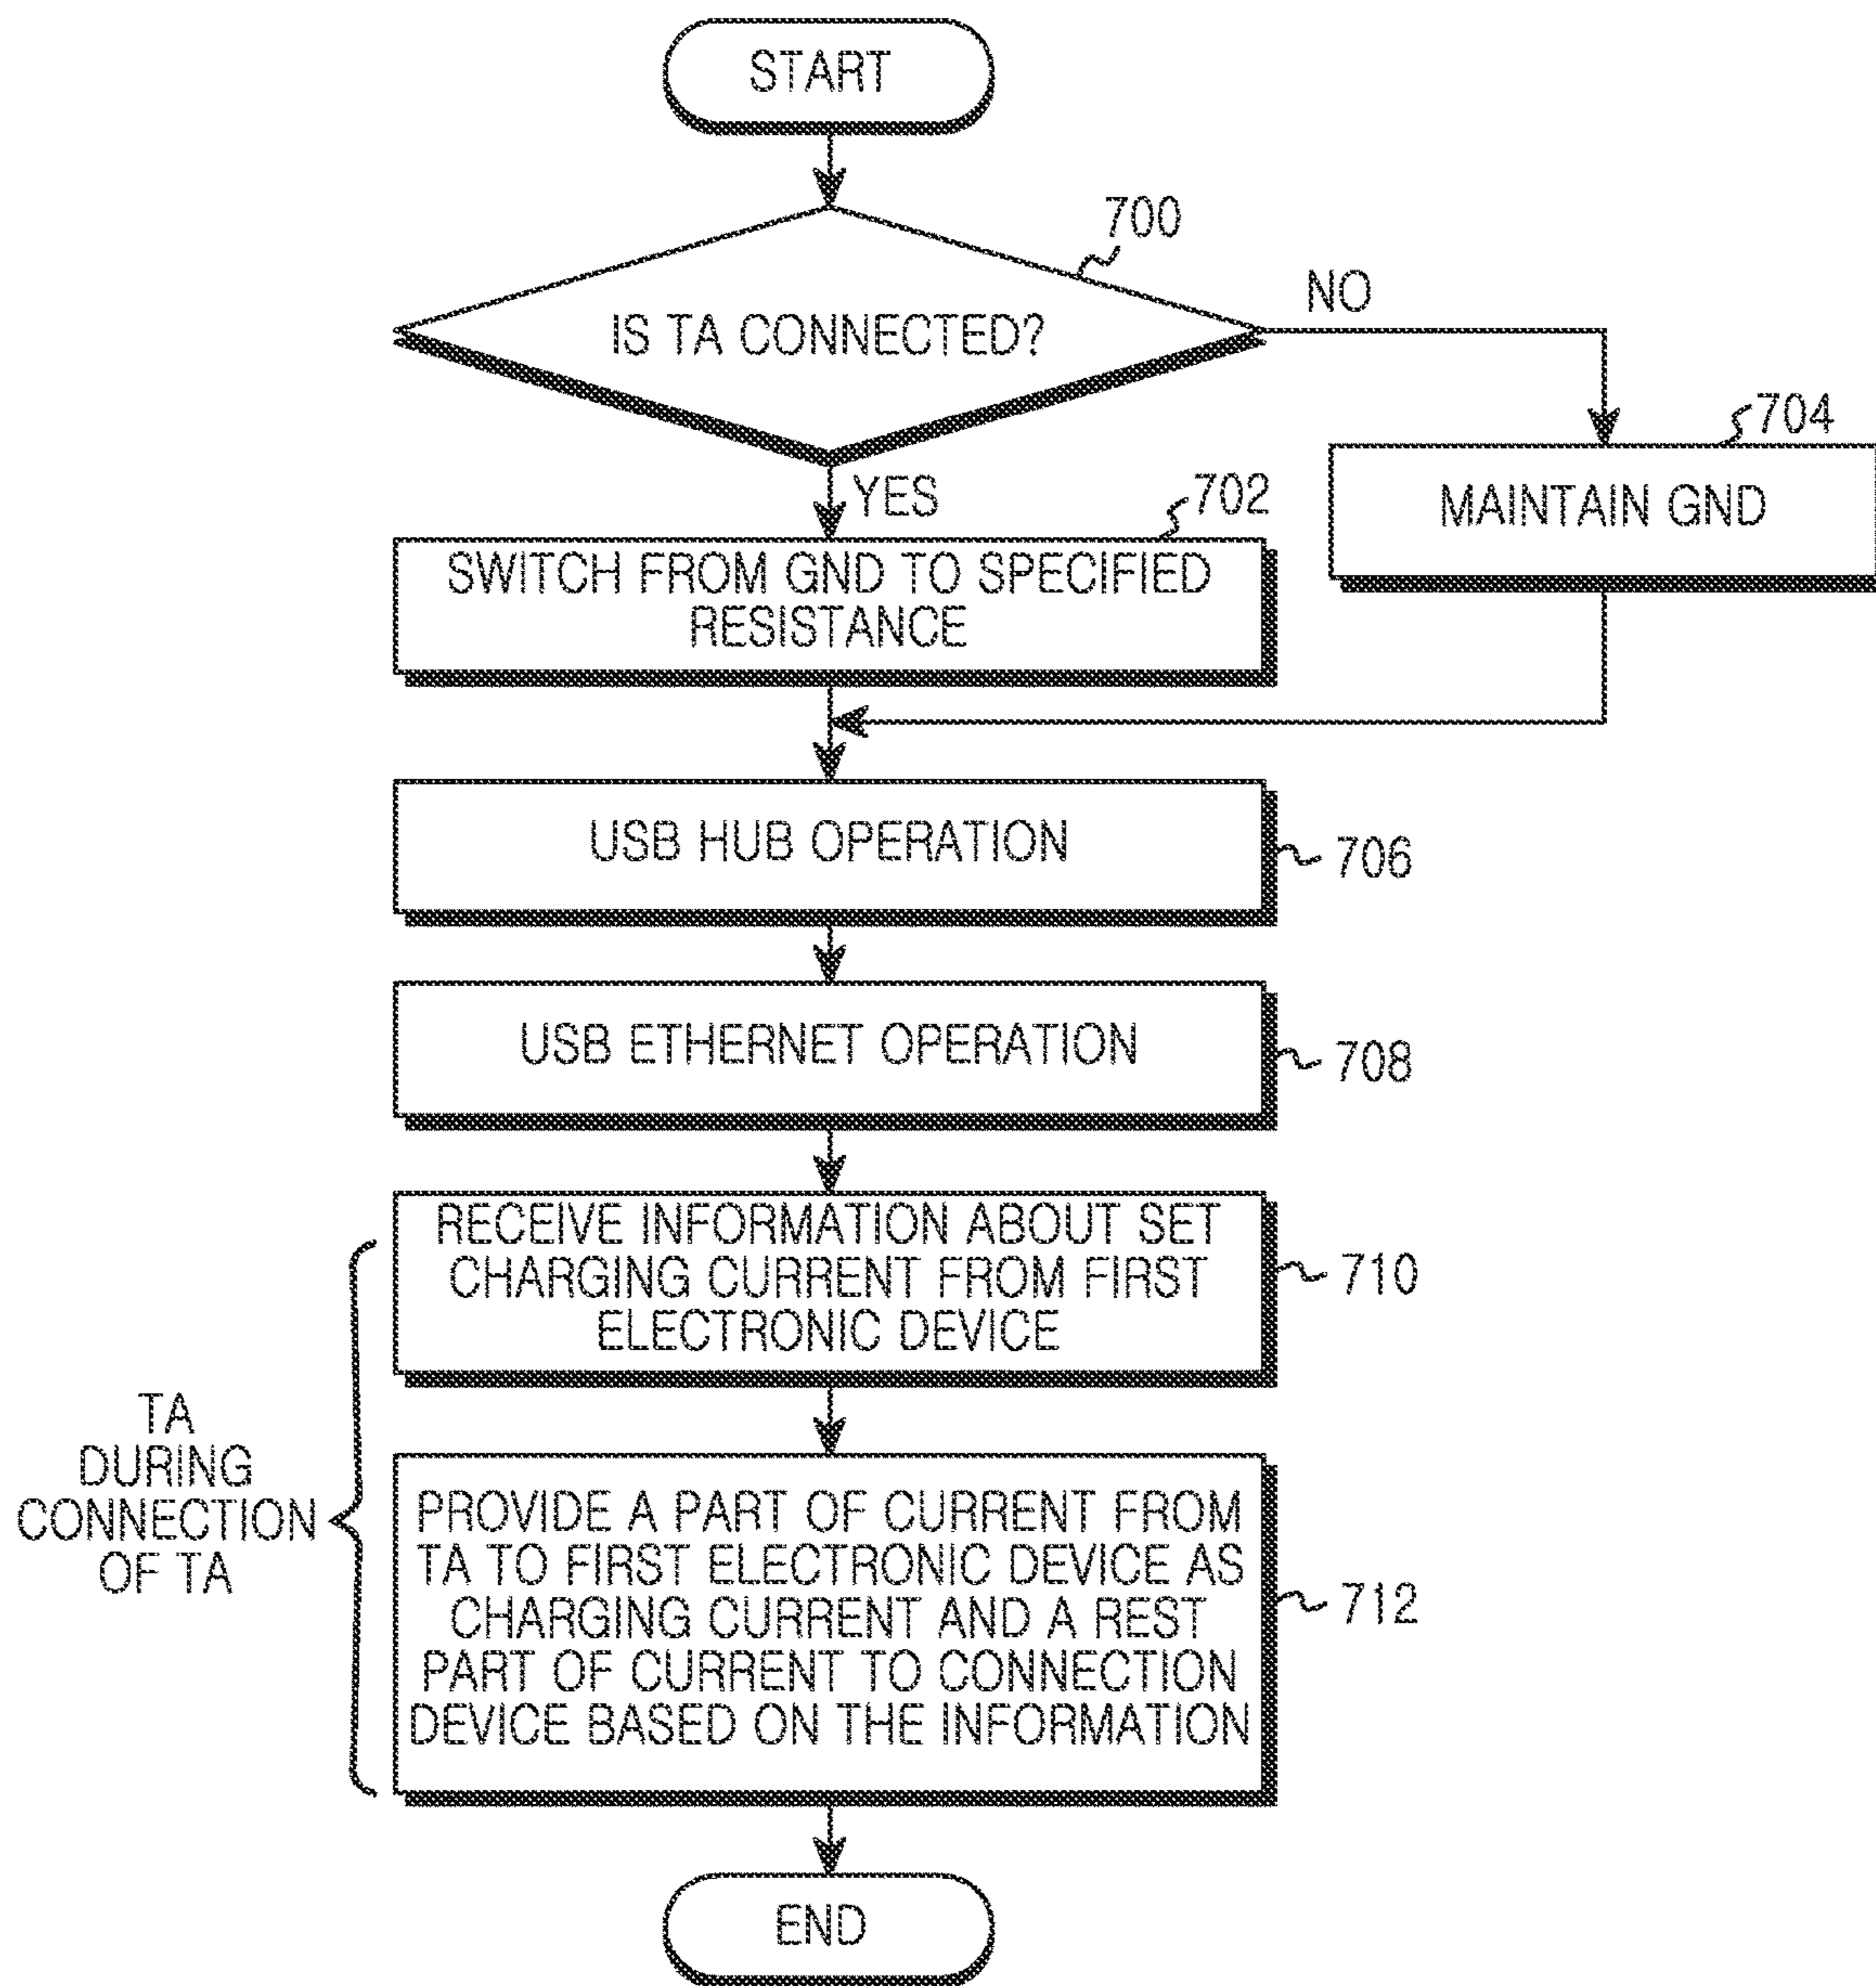 START
700
IS TA CONNECTED?
NO
704
MAINTAIN GND
YES
702
SWITCH FROM GND TO SPECIFIED
RESISTANCE
USB HUB OPERATION
706
USB ETHERNET OPERATION
708
RECEIVE INFORMATION ABOUT SET
CHARGING CURRENT FROM FIRST
ELECTRONIC DEVICE
710
TA
DURING
CONNECTION
OF TA
PROVIDE A PART OF CURRENT FROM
TA TO FIRST ELECTRONIC DEVICE AS
CHARGING CURRENT AND A REST
PART OF CURRENT TO CONNECTION
DEVICE BASED ON THE INFORMATION
712
END